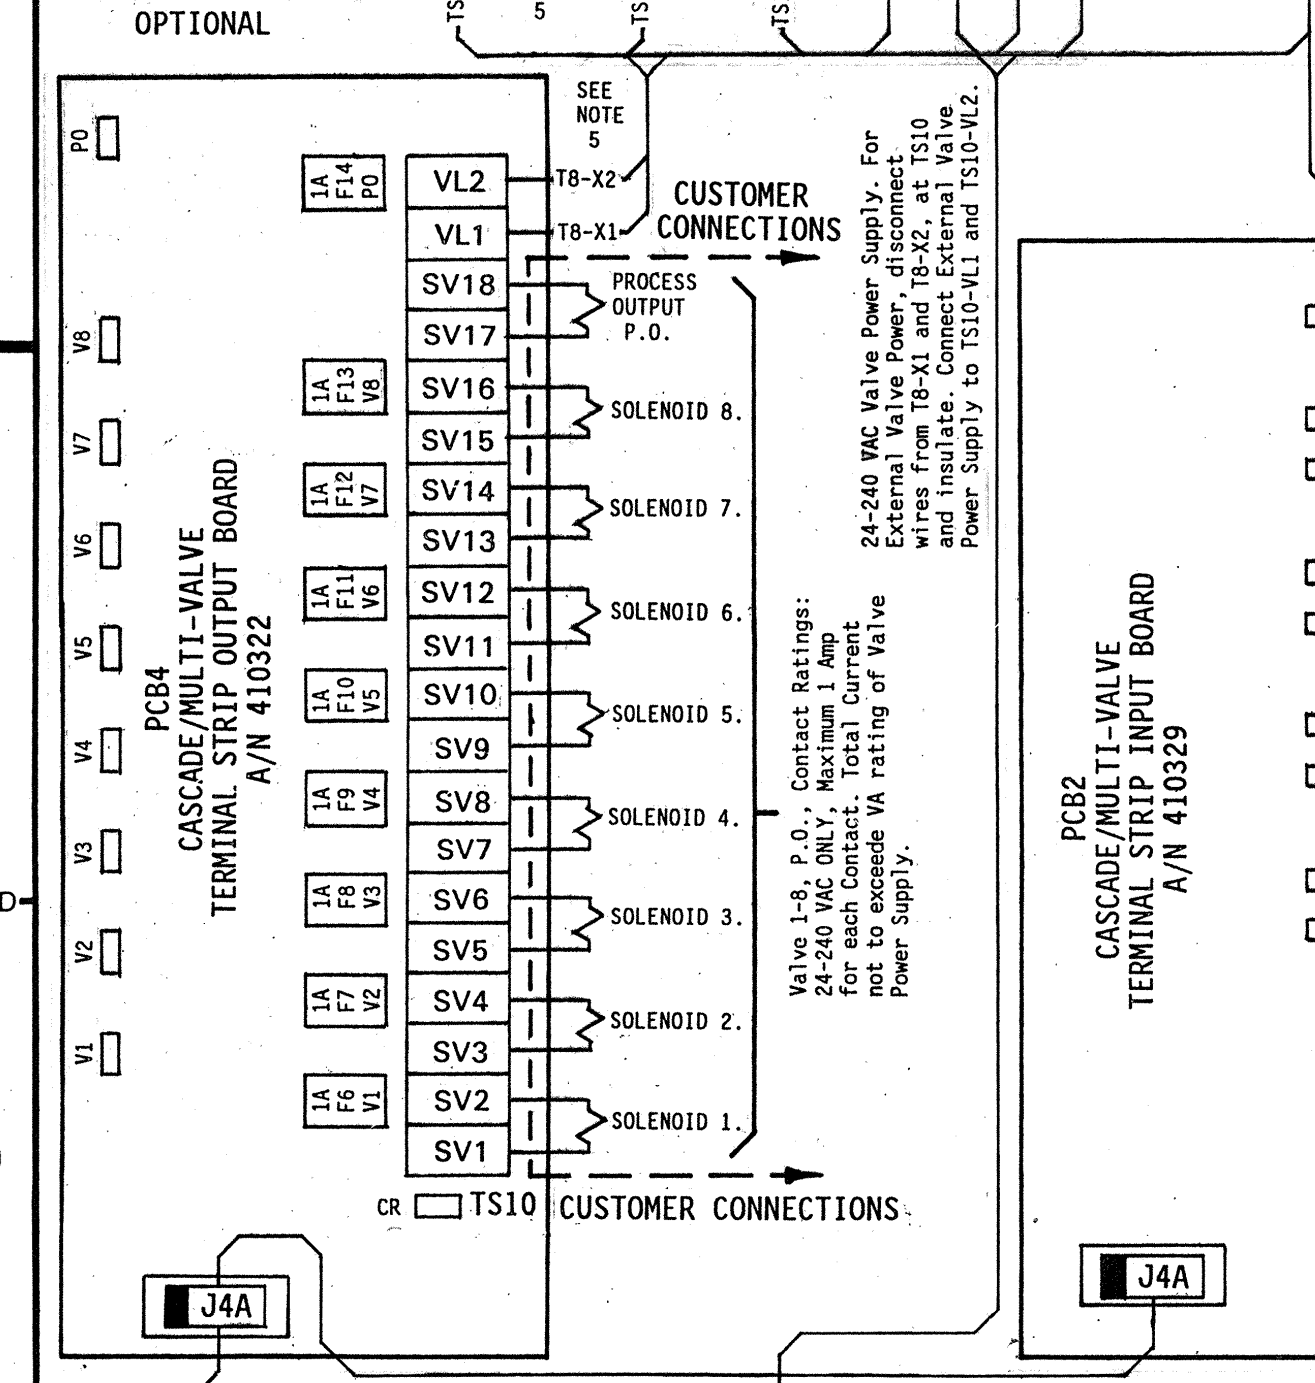 OPTIONAL
TS
5
TS
TS
SEE
NOTE
5
P0
V8
V7
V6
V5
V4
V3
V2
V1
PCB4
CASCADE/MULTI-VALVE
TERMINAL STRIP OUTPUT BOARD
A/N 410322
1A
F14
P0
1A
F13
V8
1A
F12
V7
1A
F11
V6
1A
F10
V5
1A
F9
V4
1A
F8
V3
1A
F7
V2
1A
F6
V1
VL2
VL1
SV18
SV17
SV16
SV15
SV14
SV13
SV12
SV11
SV10
SV9
SV8
SV7
SV6
SV5
SV4
SV3
SV2
SV1
T8-X2
T8-X1
CUSTOMER
CONNECTIONS
PROCESS
OUTPUT
P.O.
SOLENOID 8.
SOLENOID 7.
SOLENOID 6.
SOLENOID 5.
SOLENOID 4.
SOLENOID 3.
SOLENOID 2.
SOLENOID 1.
24-240 VAC Valve Power Supply. For
External Valve Power, disconnect
wires from T8-X1 and T8-X2, at TS10
and insulate. Connect External Valve
Power Supply to TS10-VL1 and TS10-VL2.
Valve 1-8, P.O., Contact Ratings:
24-240 VAC ONLY, Maximum 1 Amp
for each Contact. Total Current
not to excede VA rating of Valve
Power Supply.
CR
TS10
CUSTOMER CONNECTIONS
J4A
D
PCB2
CASCADE/MULTI-VALVE
TERMINAL STRIP INPUT BOARD
A/N 410329
J4A